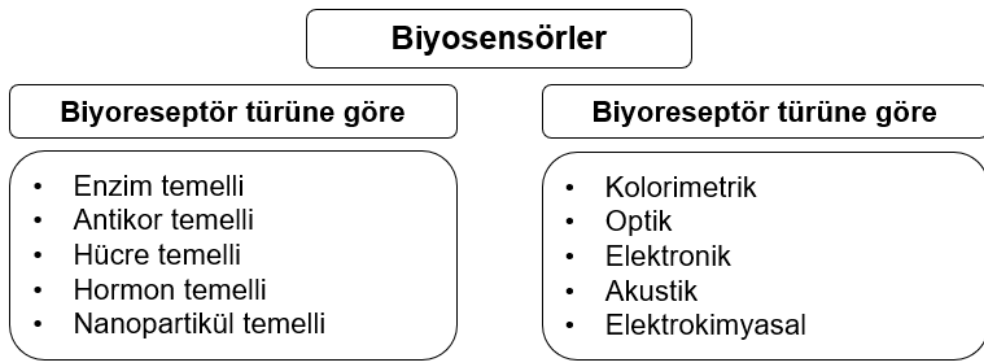 Biyosensörler
Biyoreseptör türüne göre
Enzim temelli
Antikor temelli
Hücre temelli
Hormon temelli
Nanopartikül temelli
Biyoreseptör türüne göre
Kolorimetrik
Optik
Elektronik
Akustik
Elektrokimyasal